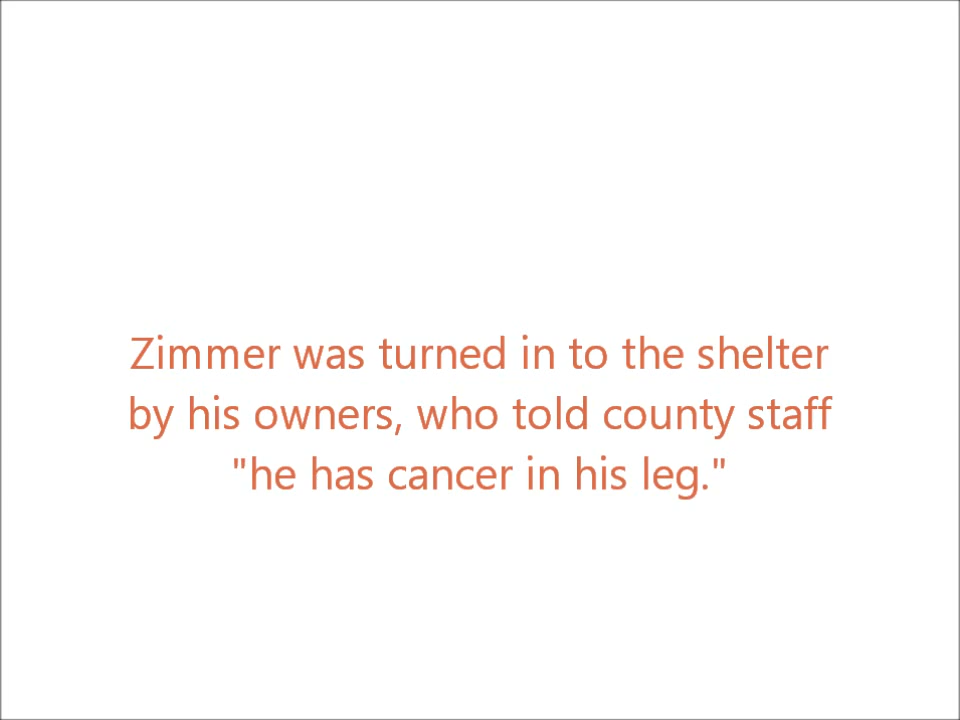 Zimmer was turned in to the shelter
by his owners, who told county staff
"he has cancer in his leg."